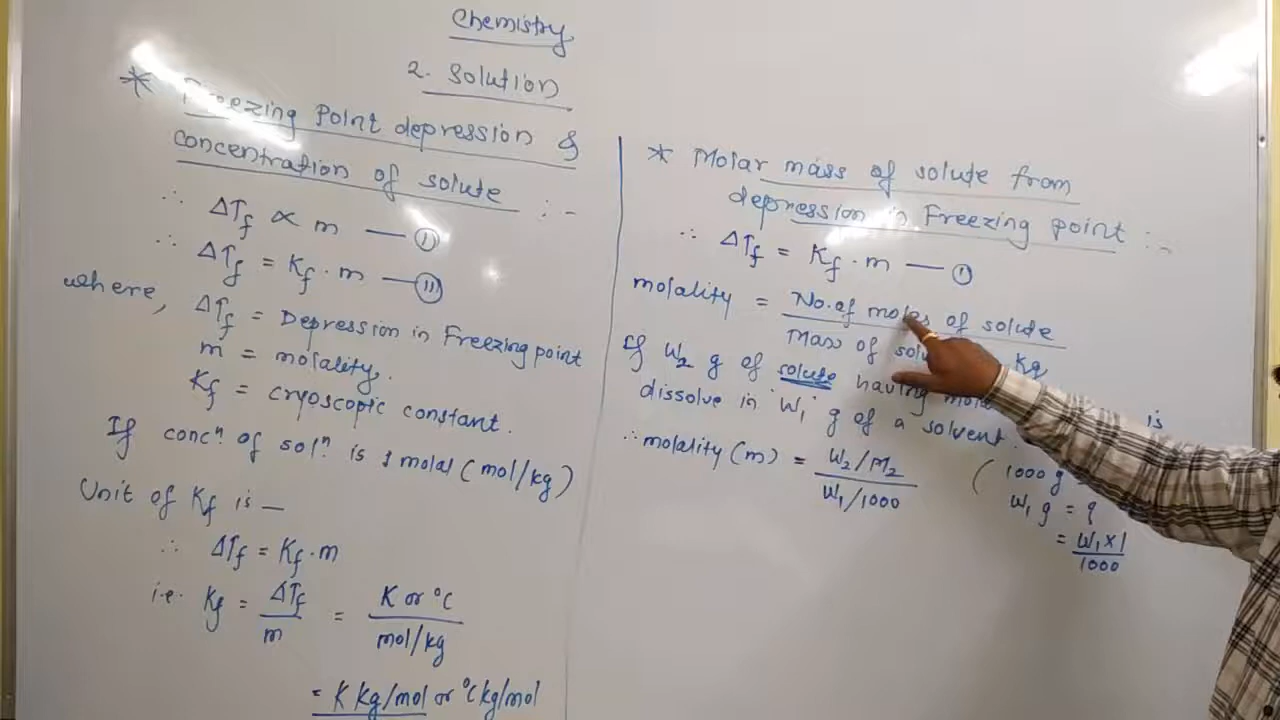 Chemistry
2. Solution
* Freezing Point depression &
concentration of solute :-
∴ ΔTf ∝ m — (I)
∴ ΔTf = Kf · m — (II)
where, ΔTf = Depression in Freezing point
m = molality.
Kf = cryoscopic constant.
If concⁿ of solⁿ is 1 molal (mol/kg)
Unit of Kf is —
∴ ΔTf = Kf · m
i.e. Kf = ΔTf / m = K or °C / mol/kg
= K kg/mol or °C kg/mol
* Molar mass of solute from
depression in Freezing point :-
∴ ΔTf = Kf · m — (I)
molality = No. of moles of solute
Mass of kg
If W₂ g of solute having is
dissolve in 'W₁' g of a solvent
∴ molality (m) = W₂/M₂ / W₁/1000
( 1000 g
W₁ g = ?
= W₁ × 1 / 1000